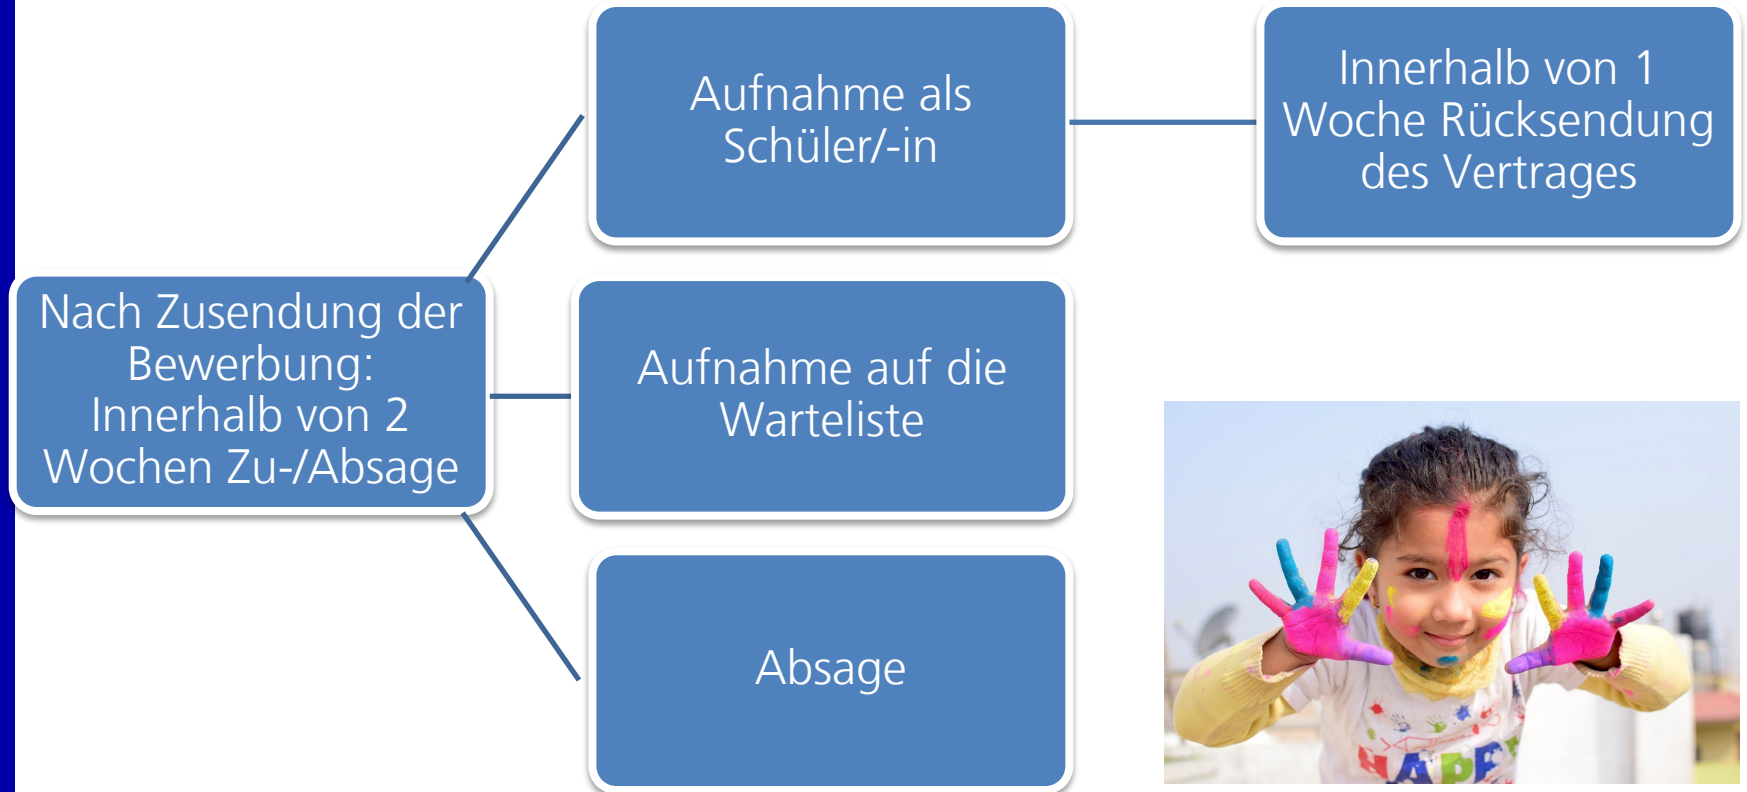 Nach Zusendung der
Bewerbung:
Innerhalb von 2
Wochen Zu-/Absage
Aufnahme als
Schüler/-in
Innerhalb von 1
Woche Rücksendung
des Vertrages
Aufnahme auf die
Warteliste
Absage